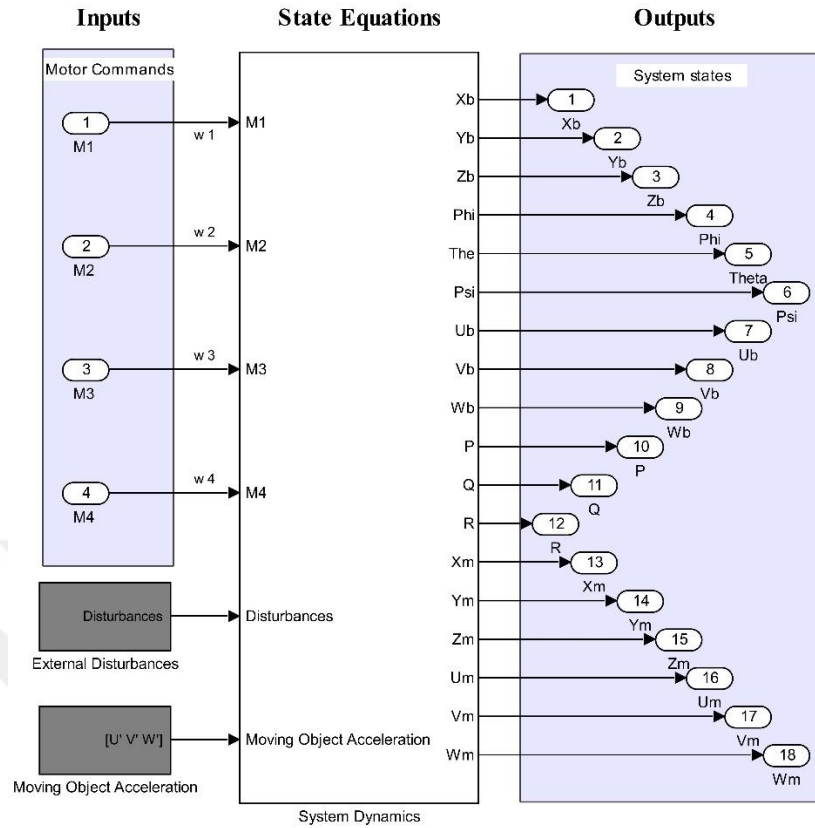 Inputs
State Equations
Outputs
Motor Commands
1
M1
w 1
2
M2
w 2
3
M3
w 3
4
M4
w 4
Disturbances
External Disturbances
[U' V' W']
Moving Object Acceleration
M1
M2
M3
M4
Disturbances
Moving Object Acceleration
Xb
Yb
Zb
Phi
The
Psi
Ub
Vb
Wb
P
Q
R
Xm
Ym
Zm
Um
Vm
Wm
System Dynamics
System states
1
Xb
2
Yb
3
Zb
4
Phi
5
Theta
6
Psi
7
Ub
8
Vb
9
Wb
10
P
11
Q
12
R
13
Xm
14
Ym
15
Zm
16
Um
17
Vm
18
Wm